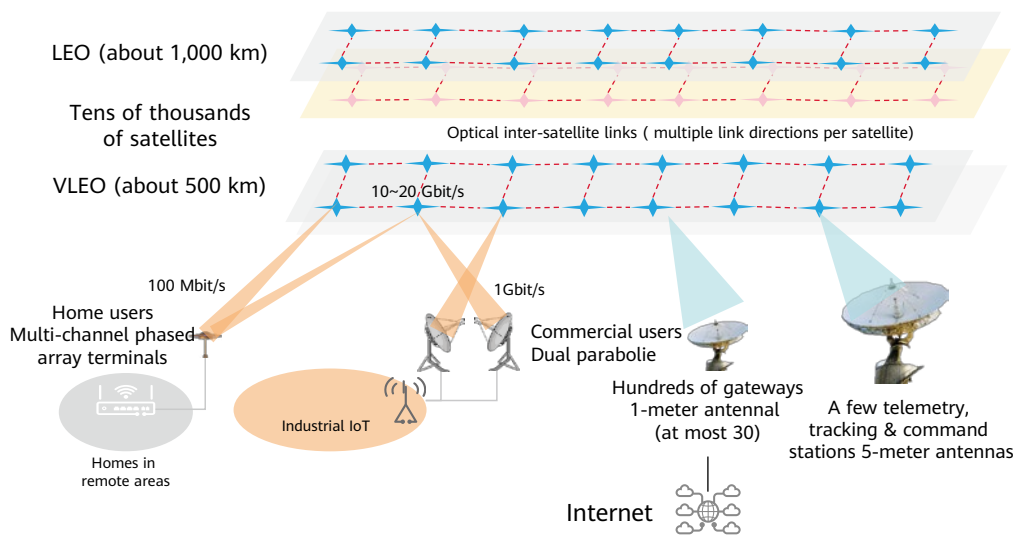 LEO (about 1,000 km)
Tens of thousands
of satellites
Optical inter-satellite links ( multiple link directions per satellite)
VLEO (about 500 km)
10~20 Gbit/s
100 Mbit/s
1Gbit/s
Home users
Multi-channel phased
array terminals
Commercial users
Dual parabolie
Hundreds of gateways
1-meter antennal
(at most 30)
A few telemetry,
tracking & command
stations 5-meter antennas
Industrial IoT
Homes in
remote areas
Internet